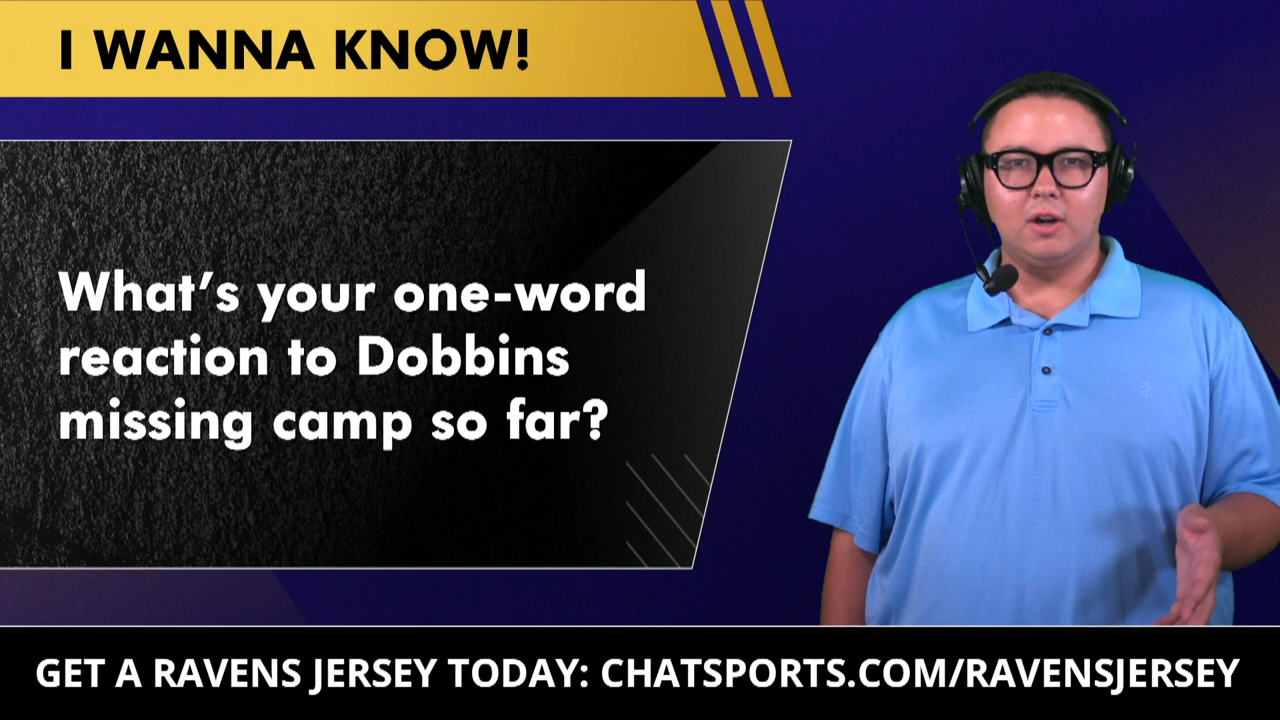 I WANNA KNOW!
What's your one-word
reaction to Dobbins
missing camp so far?
GET A RAVENS JERSEY TODAY: CHATSPORTS.COM/RAVENSJERSEY